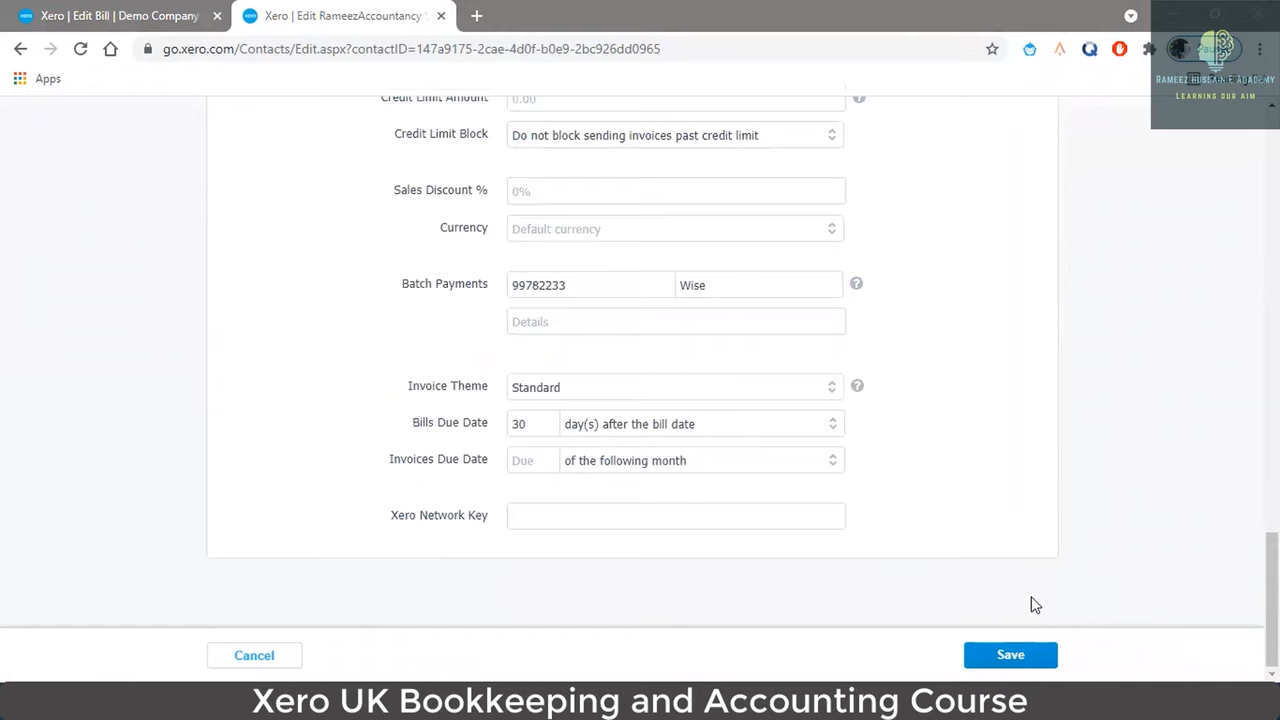 Xero | Edit Bill | Demo Company
Xero | Edit RameezAccountancy
go.xero.com/Contacts/Edit.aspx?contactID=147a9175-2cae-4d0f-b0e9-2bc926dd0965
Apps
RAMEEZ HUSSAIN E ACADEMY
LEARNING OUR AIM
Credit Limit Amount 0.00
Credit Limit Block Do not block sending invoices past credit limit
Sales Discount % 0%
Currency Default currency
Batch Payments 99782233 Wise
Details
Invoice Theme Standard
Bills Due Date 30 day(s) after the bill date
Invoices Due Date Due of the following month
Xero Network Key
Cancel Save
Xero UK Bookkeeping and Accounting Course